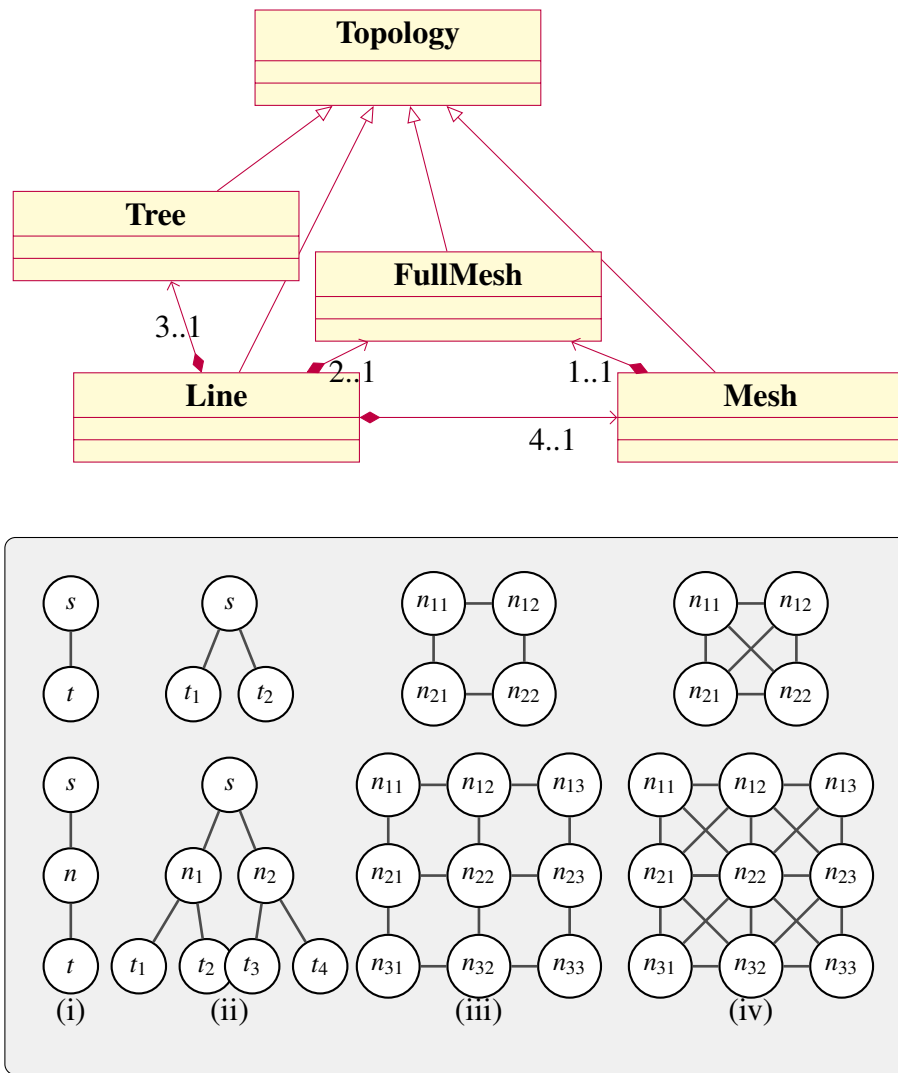 Topology
Tree
FullMesh
3..1
2..1
1..1
Line
Mesh
4..1
s
s
n₁₁
n₁₂
n₁₁
n₁₂
t
t₁
t₂
n₂₁
n₂₂
n₂₁
n₂₂
s
s
n₁₁
n₁₂
n₁₃
n₁₁
n₁₂
n₁₃
n
n₁
n₂
n₂₁
n₂₂
n₂₃
n₂₁
n₂₂
n₂₃
t
t₁
t₂
t₃
t₄
n₃₁
n₃₂
n₃₃
n₃₁
n₃₂
n₃₃
(i)
(ii)
(iii)
(iv)